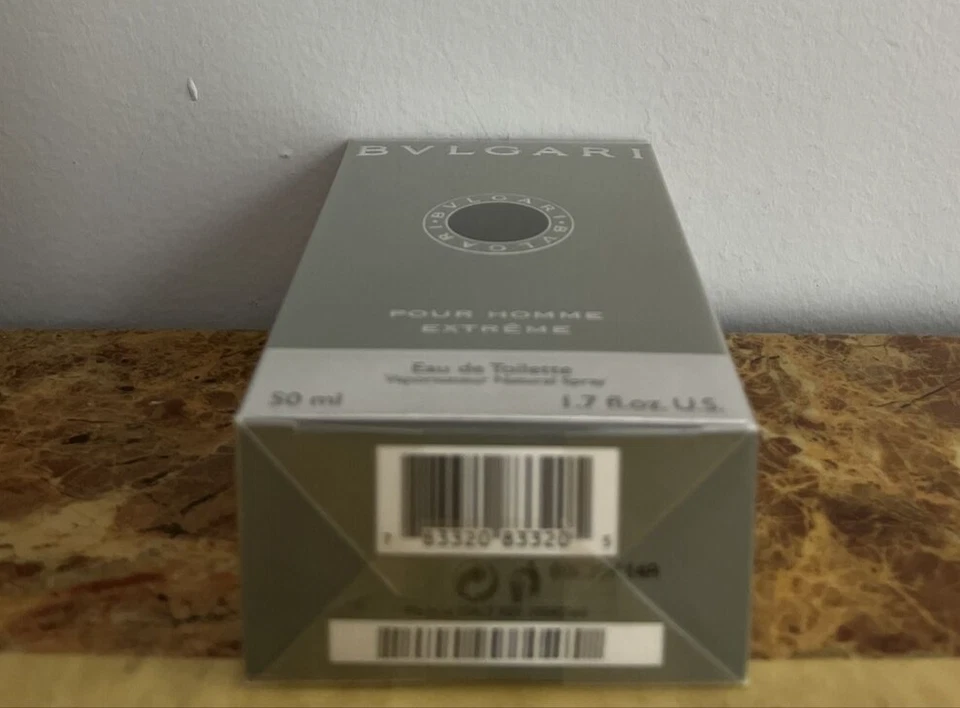 BVLGARI
BVLGARI • BVLGARI •
POUR HOMME
EXTRÊME
Eau de Toilette
Vaporisateur Natural Spray
50 ml 1.7 fl.oz. U.S.
7 83320 83320 5